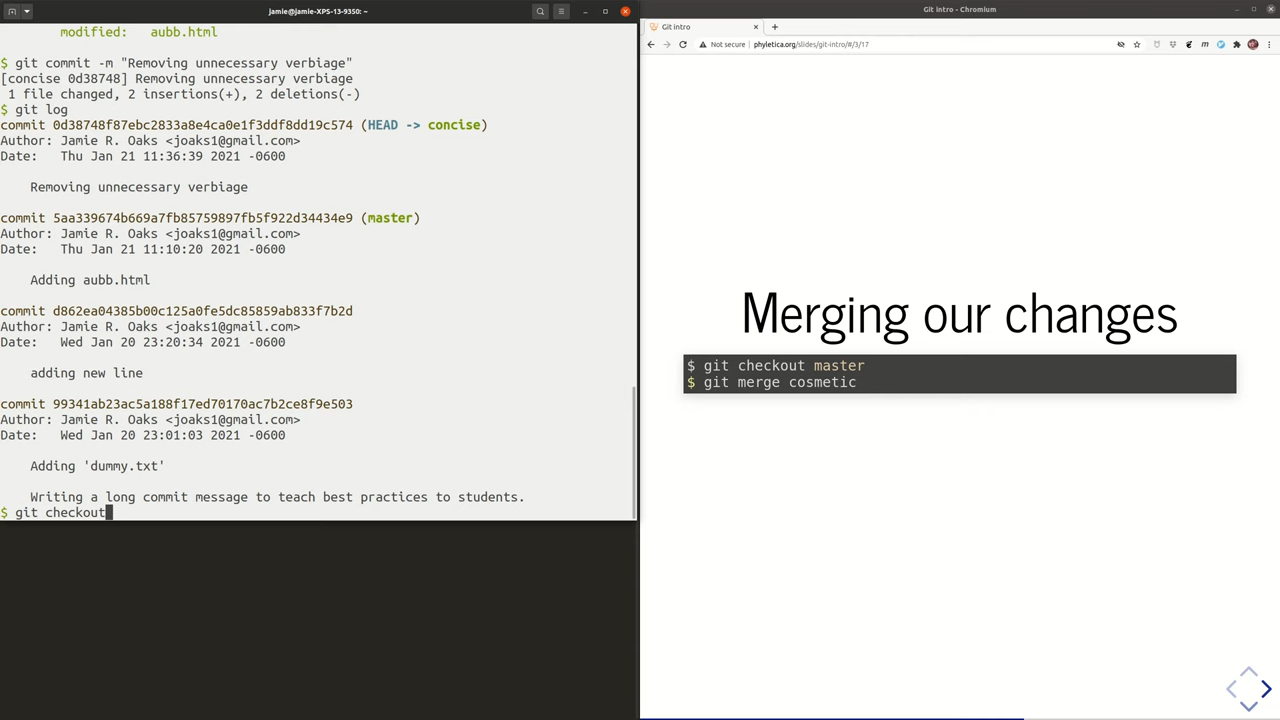 jamie@jamie-XPS-13-9350: ~
modified:   aubb.html
$ git commit -m "Removing unnecessary verbiage"
[concise 0d38748] Removing unnecessary verbiage
 1 file changed, 2 insertions(+), 2 deletions(-)
$ git log
commit 0d38748f87ebc2833a8e4ca0e1f3ddf8dd19c574 (HEAD -> concise)
Author: Jamie R. Oaks <joaks1@gmail.com>
Date:   Thu Jan 21 11:36:39 2021 -0600
Removing unnecessary verbiage
commit 5aa339674b669a7fb85759897fb5f922d34434e9 (master)
Author: Jamie R. Oaks <joaks1@gmail.com>
Date:   Thu Jan 21 11:10:20 2021 -0600
Adding aubb.html
commit d862ea04385b00c125a0fe5dc85859ab833f7b2d
Author: Jamie R. Oaks <joaks1@gmail.com>
Date:   Wed Jan 20 23:20:34 2021 -0600
adding new line
commit 99341ab23ac5a188f17ed70170ac7b2ce8f9e503
Author: Jamie R. Oaks <joaks1@gmail.com>
Date:   Wed Jan 20 23:01:03 2021 -0600
Adding 'dummy.txt'
Writing a long commit message to teach best practices to students.
$ git checkout
Git intro - Chromium
Git intro
Not secure | phyletica.org/slides/git-intro/#/3/17
Merging our changes
$ git checkout master
$ git merge cosmetic